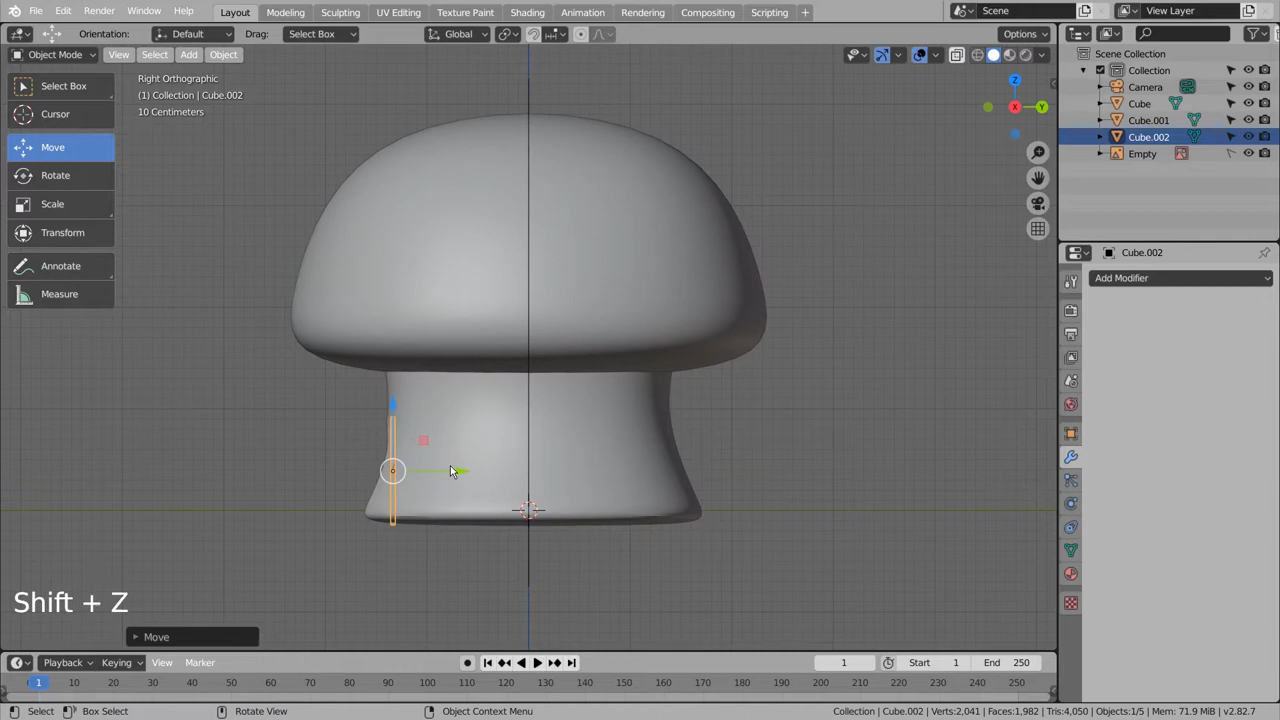 Window Help
File Edit Render Layout Modeling Sculpting UV Editing Texture Paint Shading Animation Rendering Compositing Scripting + Scene View Layer
Orientation: Default Drag: Select Box Global Options
Object Mode View Select Add Object
Select Box
Cursor
Move
Rotate
Scale
Transform
Annotate
Measure
Right Orthographic
(1) Collection | Cube.002
10 Centimeters
Z
X
Y
Scene Collection
Collection
Camera
Cube
Cube.001
Cube.002
Empty
Cube.002
Add Modifier
Shift + Z
Move
Playback Keying View Marker 1 Start 1 End 250
1 10 20 30 40 50 60 70 80 90 100 110 120 130 140 150 160 170 180 190 200 210 220 230 240 250
Select Box Select Rotate View Object Context Menu Collection | Cube.002 | Verts:2,041 | Faces:1,982 | Tris:4,050 | Objects:1/5 | Mem: 71.9 MiB | v2.82.7